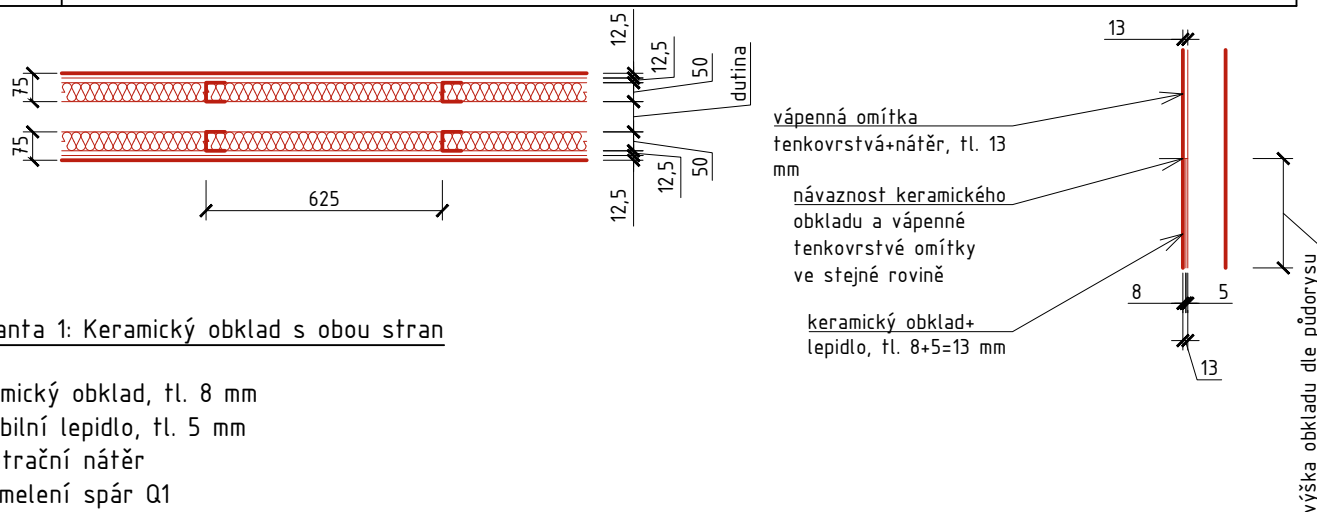 75
75
625
12,5
12,5
50
dutina
12,5
12,5
50
13
vápenná omítka
tenkovrstvá+nátěr, tl. 13
mm
návaznost keramického
obkladu a vápenné
tenkovrstvé omítky
ve stejné rovině
keramický obklad+
lepidlo, tl. 8+5=13 mm
8
5
13
výška obkladu dle půdorysu
anta 1: Keramický obklad s obou stran
mický obklad, tl. 8 mm
bilní lepidlo, tl. 5 mm
trační nátěr
melení spár Q1